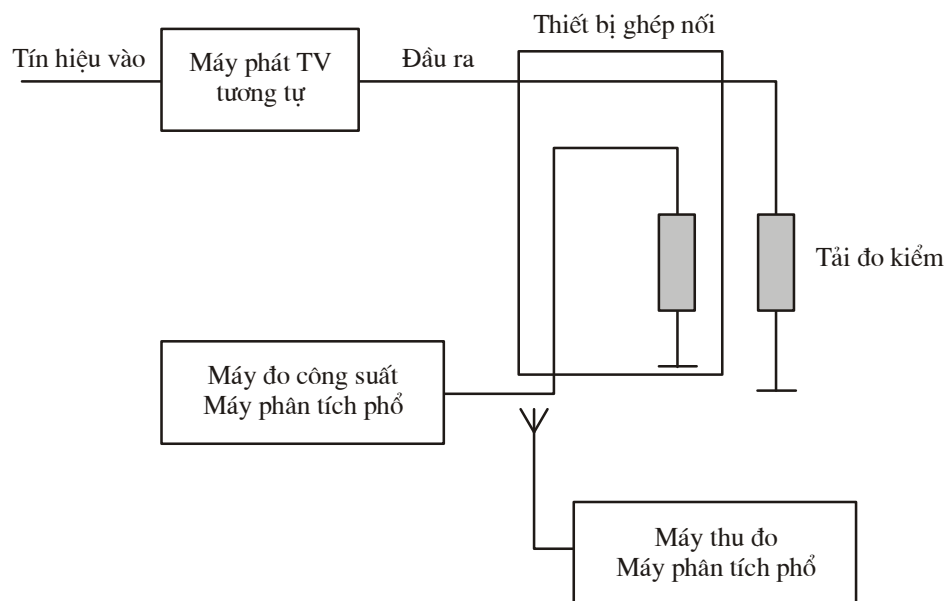 Thiết bị ghép nối
Tín hiệu vào
Máy phát TV
tương tự
Đầu ra
Tải đo kiểm
Máy đo công suất
Máy phân tích phổ
Máy thu đo
Máy phân tích phổ